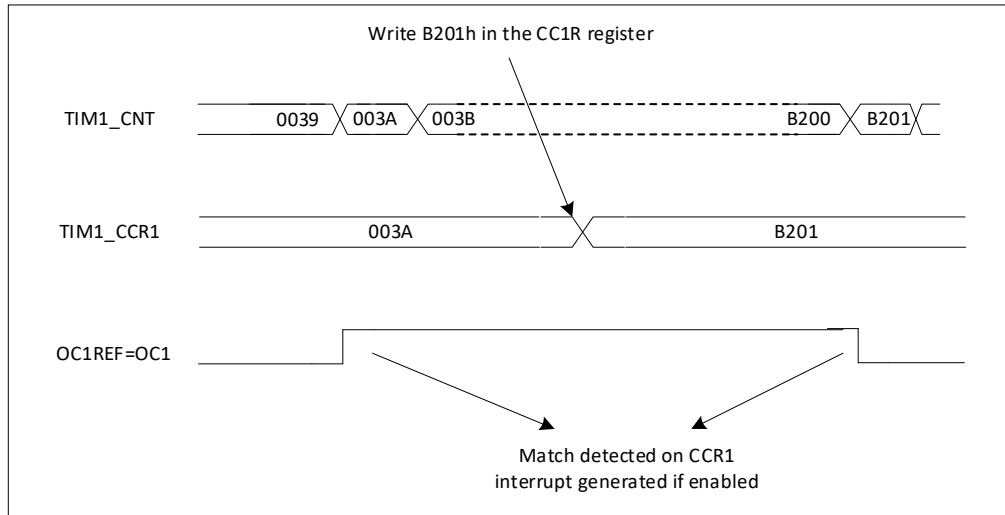 Write B201h in the CC1R register
TIM1_CNT 0039 003A 003B B200 B201
TIM1_CCR1 003A B201
OC1REF=OC1
Match detected on CCR1
interrupt generated if enabled